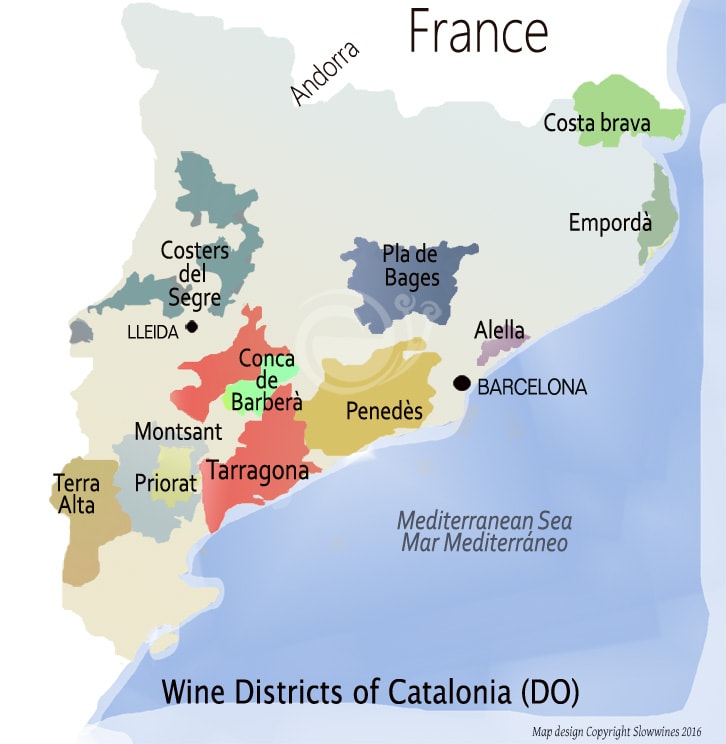 France
Andorra
Costa brava
Empordà
Costers
del
Segre
Pla de
Bages
LLEIDA
Alella
Conca
de
Barberà
BARCELONA
Penedès
Montsant
Tarragona
Priorat
Terra
Alta
Mediterranean Sea
Mar Mediterráneo
Wine Districts of Catalonia (DO)
Map design Copyright Slowwines 2016